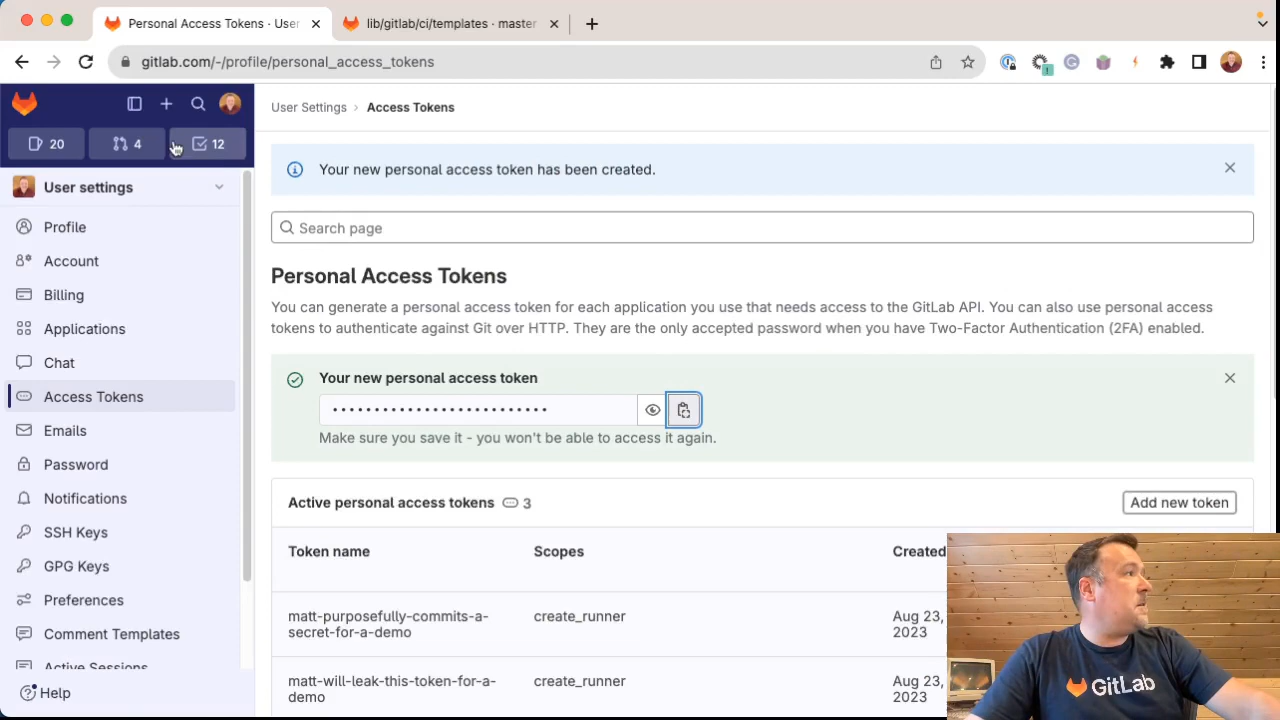 Personal Access Tokens · User
lib/gitlab/ci/templates · master
gitlab.com/-/profile/personal_access_tokens
User Settings › Access Tokens
20
4
12
Your new personal access token has been created.
User settings
Search page
Profile
Account
Billing
Applications
Chat
Access Tokens
Emails
Password
Notifications
SSH Keys
GPG Keys
Preferences
Comment Templates
Active Sessions
Help
Personal Access Tokens
You can generate a personal access token for each application you use that needs access to the GitLab API. You can also use personal access
tokens to authenticate against Git over HTTP. They are the only accepted password when you have Two-Factor Authentication (2FA) enabled.
Your new personal access token
•••••••••••••••••••••••••• 
Make sure you save it - you won't be able to access it again.
Active personal access tokens 3
Add new token
Token name Scopes Created
matt-purposefully-commits-a-
secret-for-a-demo
create_runner
Aug 23,
2023
matt-will-leak-this-token-for-a-
demo
create_runner
Aug 23,
2023
GitLab